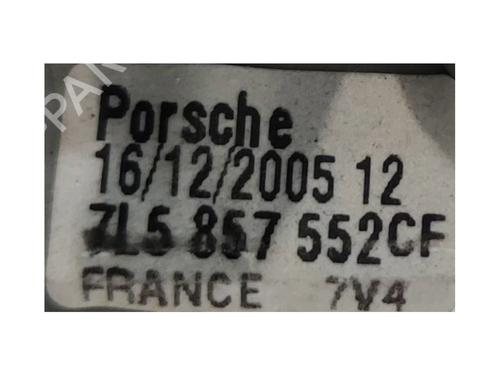 Porsche
16/12/2005 12
7L5 857 552CF
FRANCE 7V4